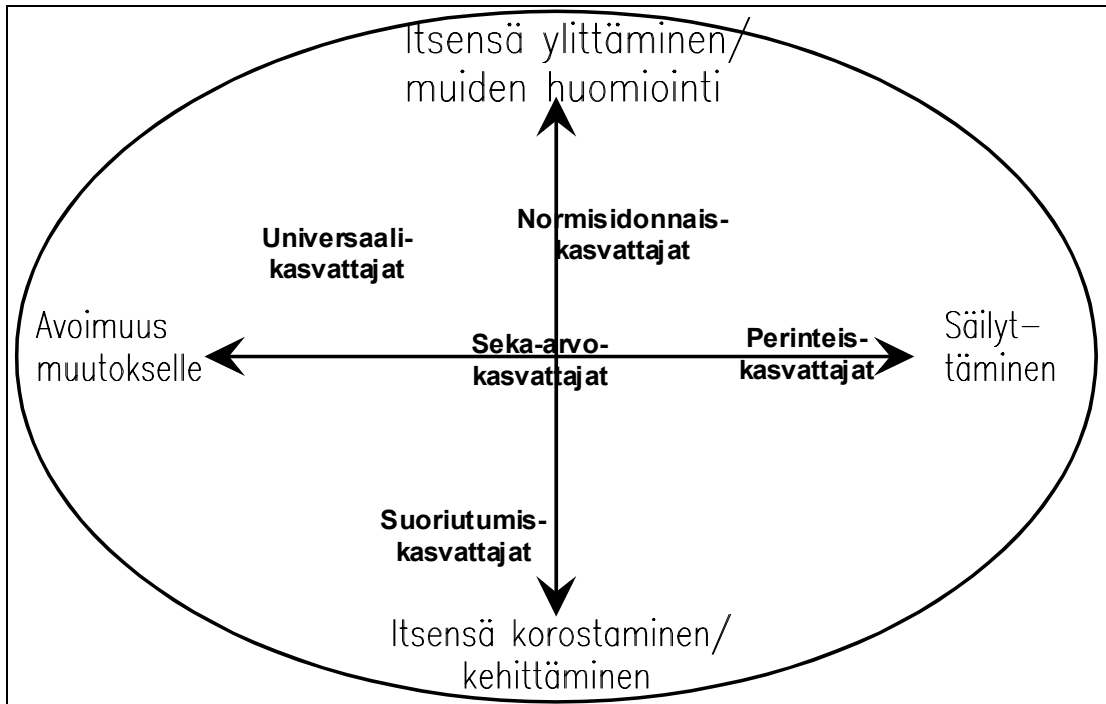 Itsensä ylittäminen/
muiden huomiointi
Universaali-
kasvattajat
Normisidonnais-
kasvattajat
Avoimuus
muutokselle
Seka-arvo-
kasvattajat
Perinteis-
kasvattajat
Säilyt-
täminen
Suoriutumis-
kasvattajat
Itsensä korostaminen/
kehittäminen